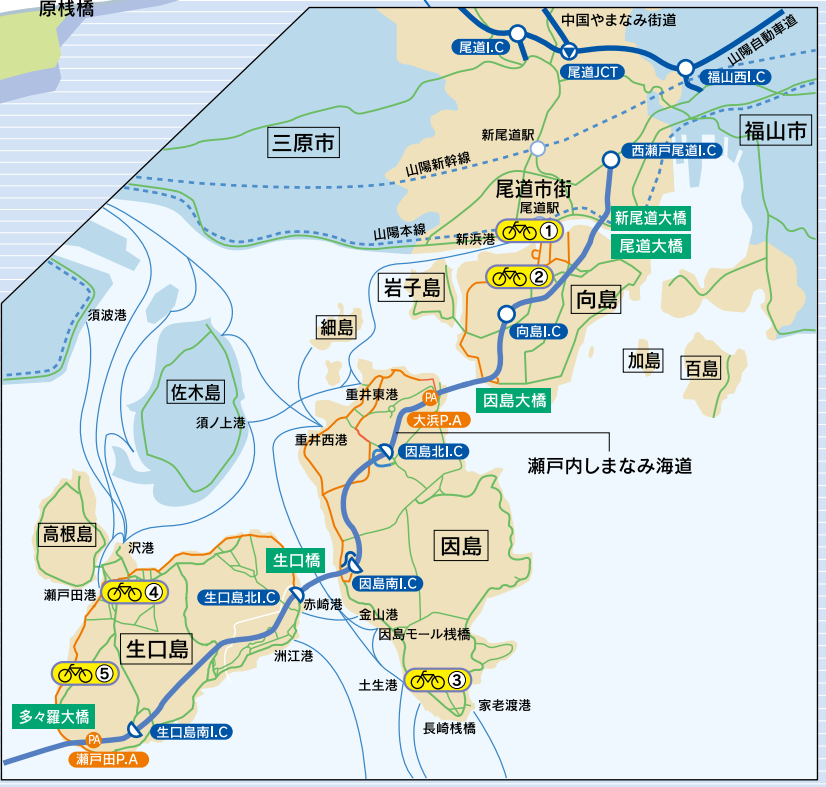 原桟橋
中国やまなみ街道
山陽自動車道
尾道I.C
尾道JCT
福山西I.C
福山市
三原市
新尾道駅
西瀬戸尾道I.C
山陽新幹線
尾道市街
尾道駅
新尾道大橋
山陽本線
新浜港
①
尾道大橋
②
岩子島
向島
須波港
細島
向島I.C
加島
百島
佐木島
重井東港
PA
因島大橋
須ノ上港
大浜P.A
重井西港
因島北I.C
瀬戸内しまなみ海道
高根島
沢港
生口橋
因島
因島南I.C
瀬戸田港
④
生口島北I.C
赤崎港
金山港
因島モール桟橋
生口島
洲江港
⑤
土生港
③
家老渡港
多々羅大橋
長崎桟橋
PA
生口島南I.C
瀬戸田P.A